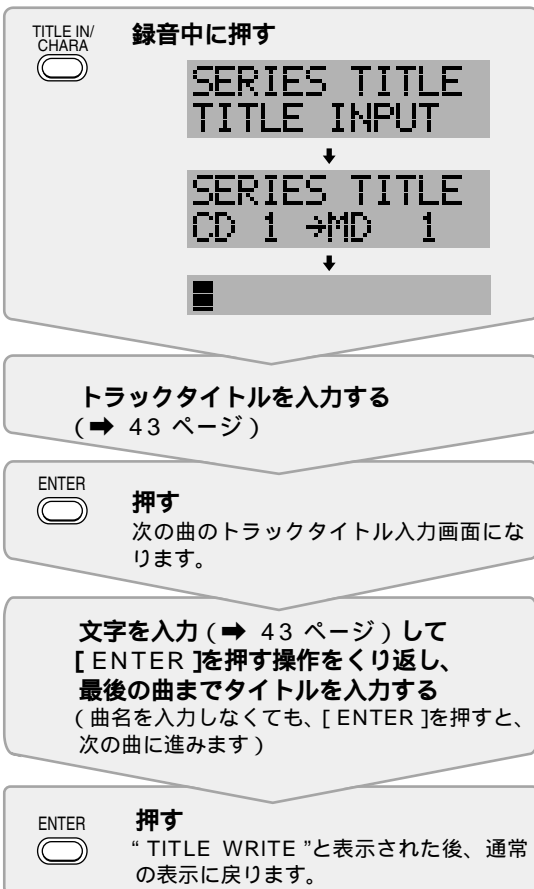 TITLE IN/
CHARA
録音中に押す
SERIES TITLE
TITLE INPUT
SERIES TITLE
CD 1 →MD 1
トラックタイトルを入力する
(➡ 43 ページ)
ENTER
押す
次の曲のトラックタイトル入力画面にな
ります。
文字を入力(➡ 43 ページ)して
[ENTER]を押す操作をくり返し、
最後の曲までタイトルを入力する
(曲名を入力しなくても、[ENTER]を押すと、
次の曲に進みます)
ENTER
押す
“TITLE WRITE”と表示された後、通常
の表示に戻ります。